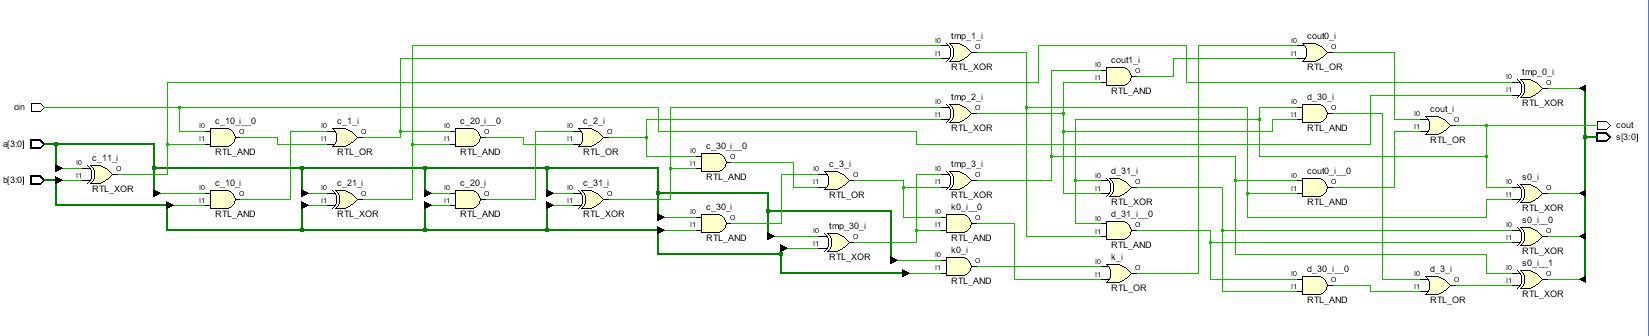 cin
a[3:0]
b[3:0]
I0
I1
c_11_i
O
RTL_XOR
I0
I1
c_10_i__0
O
RTL_AND
I0
I1
c_10_i
O
RTL_AND
I0
I1
c_1_i
O
RTL_OR
I0
I1
c_21_i
O
RTL_XOR
I0
I1
c_20_i__0
O
RTL_AND
I0
I1
c_20_i
O
RTL_AND
I0
I1
c_2_i
O
RTL_OR
I0
I1
c_31_i
O
RTL_XOR
I0
I1
c_30_i__0
O
RTL_AND
I0
I1
c_30_i
O
RTL_AND
I0
I1
c_3_i
O
RTL_OR
I0
I1
tmp_30_i
O
RTL_XOR
I0
I1
tmp_1_i
O
RTL_XOR
I0
I1
tmp_2_i
O
RTL_XOR
I0
I1
tmp_3_i
O
RTL_XOR
I0
I1
k0_i__0
O
RTL_AND
I0
I1
k0_i
O
RTL_AND
I0
I1
cout1_i
O
RTL_AND
I0
I1
d_31_i
O
RTL_XOR
I0
I1
d_31_i__0
O
RTL_AND
I0
I1
k_i
O
RTL_OR
I0
I1
cout0_i
O
RTL_OR
I0
I1
d_30_i
O
RTL_AND
I0
I1
cout0_i__0
O
RTL_AND
I0
I1
d_30_i__0
O
RTL_AND
I0
I1
cout_i
O
RTL_OR
I0
I1
d_3_i
O
RTL_OR
I0
I1
tmp_0_i
O
RTL_XOR
I0
I1
s0_i
O
RTL_XOR
I0
I1
s0_i__0
O
RTL_XOR
I0
I1
s0_i__1
O
RTL_XOR
cout
s[3:0]